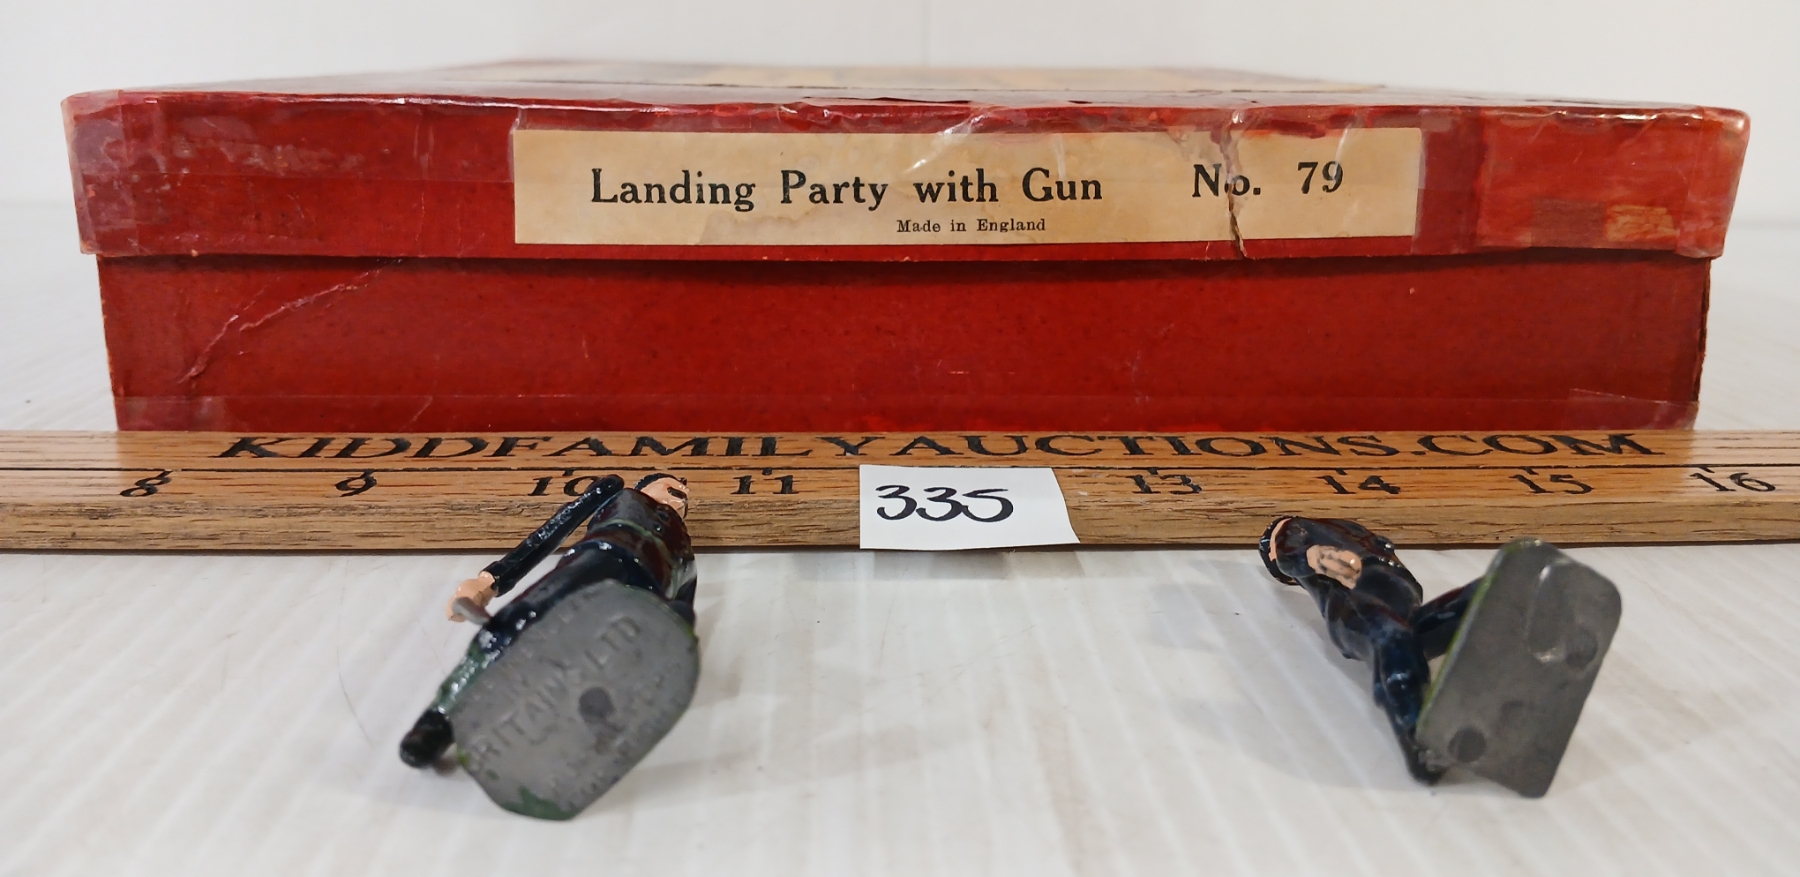 Landing Party with Gun No. 79
Made in England
KIDDFAMILYAUCTIONS.COM
8 9 10 11 13 14 15 16
335
BRITAINS LTD